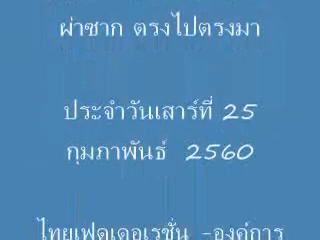 ผ่าซาก ตรงไปตรงมา
ประจำวันเสาร์ที่ 25
กุมภาพันธ์ 2560
ไทยเฟดเดอเรชั่น -องค์การ